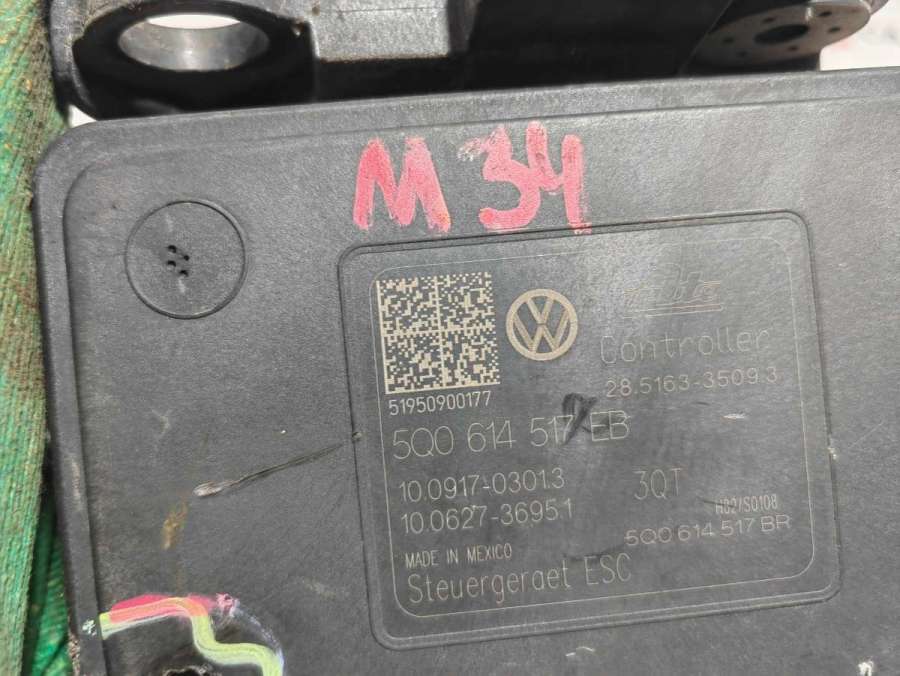 M 34
ate
Controller
28.5163-3509.3
51950900177
5Q0 614 517 EB
10.0917-0301.3
3QT
10.0627-3695.1
H02/S0108
5Q0 614 517 BR
MADE IN MEXICO
Steuergeraet ESC